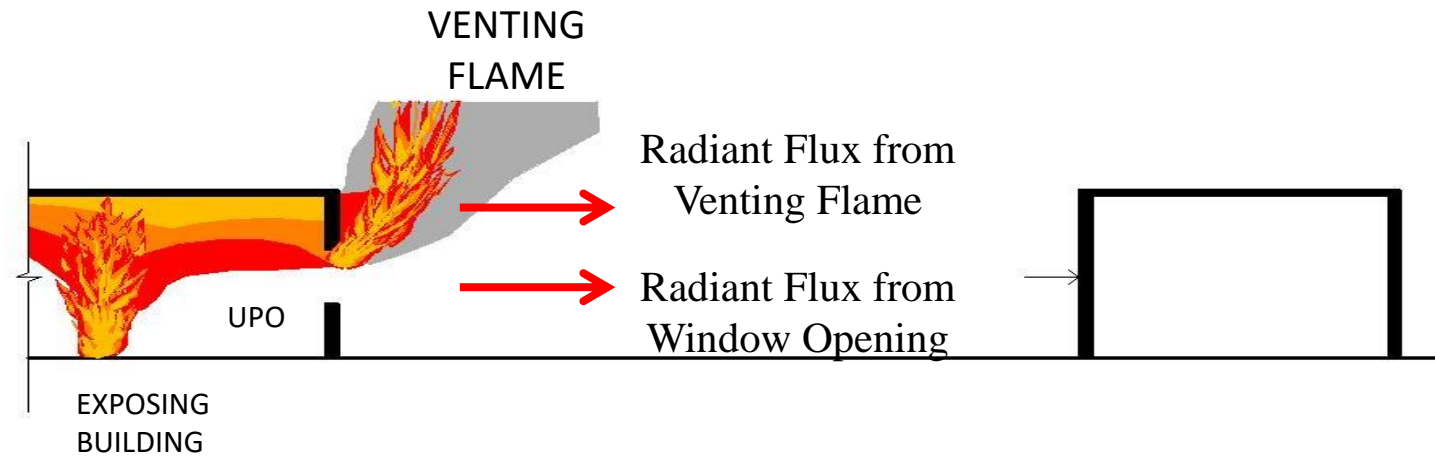 VENTING
FLAME
Radiant Flux from
Venting Flame
Radiant Flux from
Window Opening
UPO
EXPOSING
BUILDING